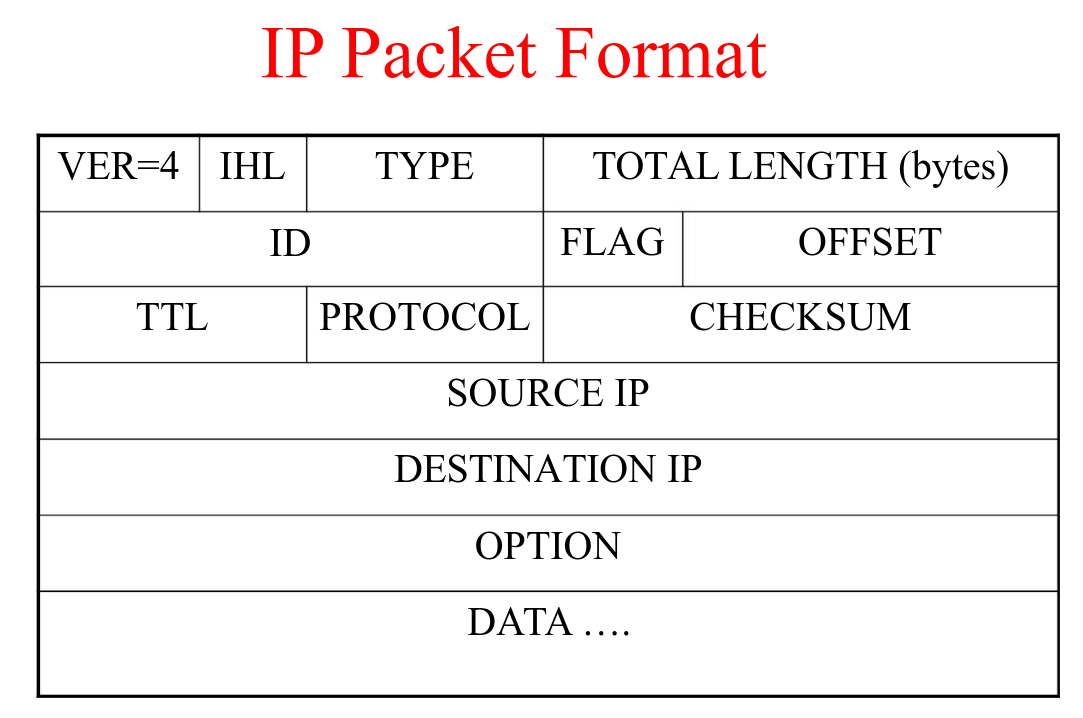 IP Packet Format
VER=4 IHL TYPE TOTAL LENGTH (bytes)
ID FLAG OFFSET
TTL PROTOCOL CHECKSUM
SOURCE IP
DESTINATION IP
OPTION
DATA ….